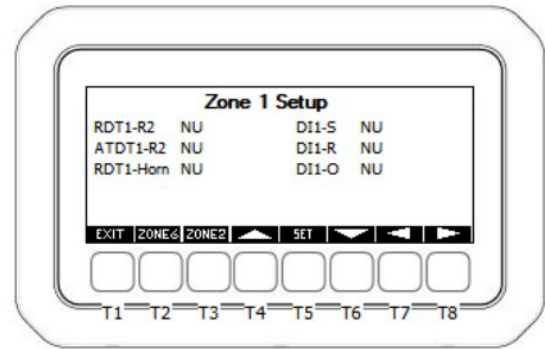 Zone 1 Setup
RDT1-R2 NU DI1-S NU
ATDT1-R2 NU DI1-R NU
RDT1-Horn NU DI1-O NU
EXIT ZONE6 ZONE2 SET
T1 T2 T3 T4 T5 T6 T7 T8